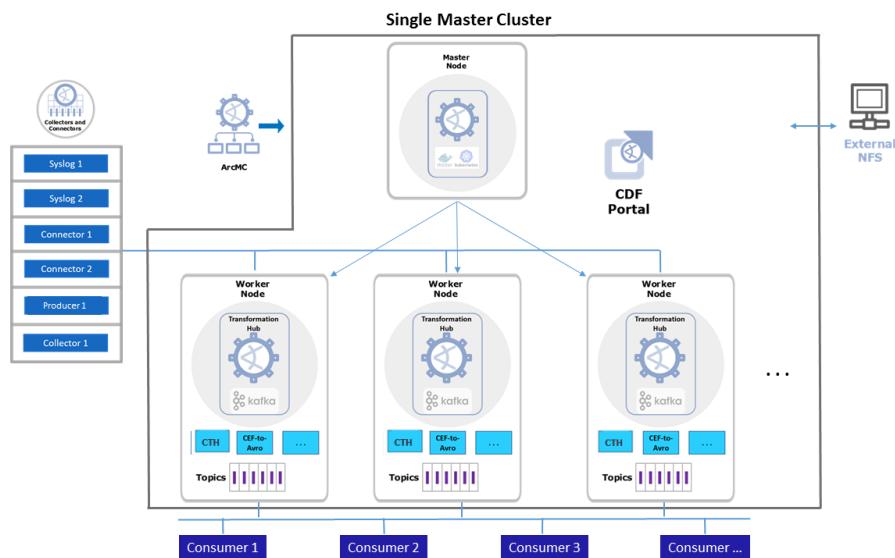 Single Master Cluster
Master
Node
docker kubernetes
Collectors and
Connectors
Syslog 1
Syslog 2
Connector 1
Connector 2
Producer 1
Collector 1
ArcMC
CDF
Portal
External
NFS
Worker
Node
Transformation
Hub
kafka
CTH
CEF-to-
Avro
...
Topics
Worker
Node
Transformation
Hub
kafka
CTH
CEF-to-
Avro
...
Topics
Worker
Node
Transformation
Hub
kafka
CTH
CEF-to-
Avro
...
Topics
...
Consumer 1
Consumer 2
Consumer 3
Consumer ...